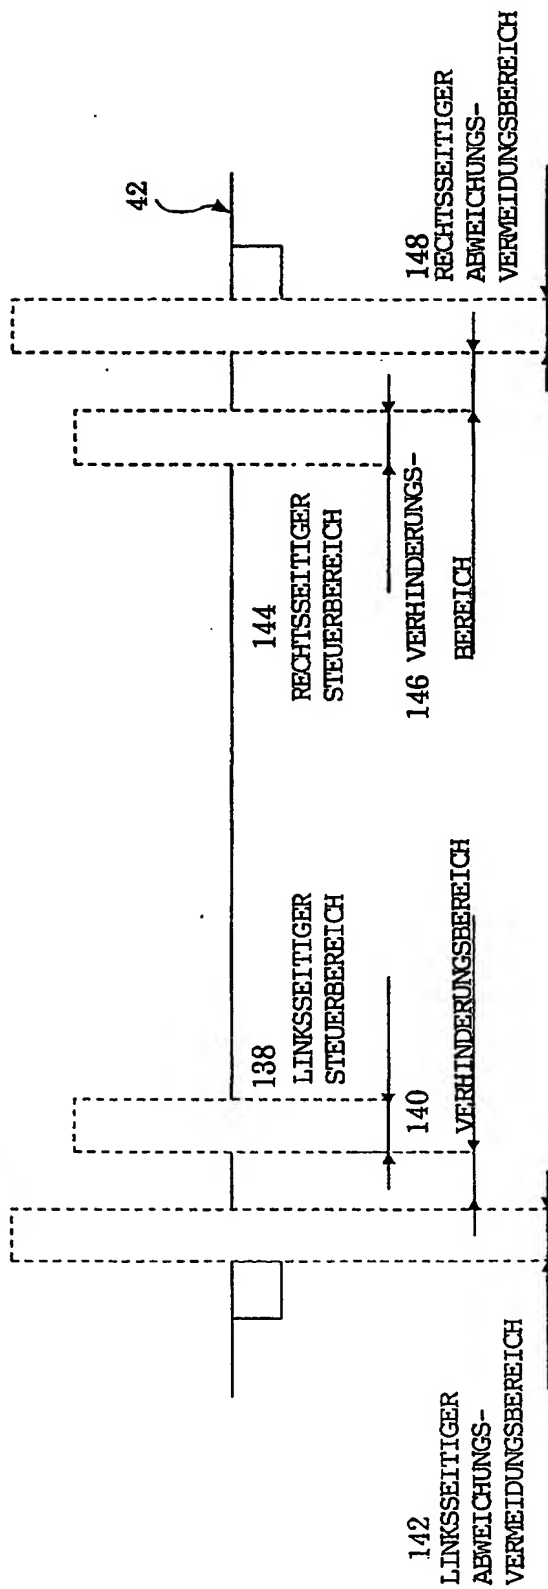 42
142
LINKSSEITIGER
ABWEICHUNGS-
VERMEIDUNGSBEREICH
138
LINKSSEITIGER
STEUERBEREICH
140
VERHINDERUNGSBEREICH
144
RECHTSSEITIGER
STEUERBEREICH
146 VERHINDERUNGS-
BEREICH
148
RECHTSSEITIGER
ABWEICHUNGS-
VERMEIDUNGSBEREICH